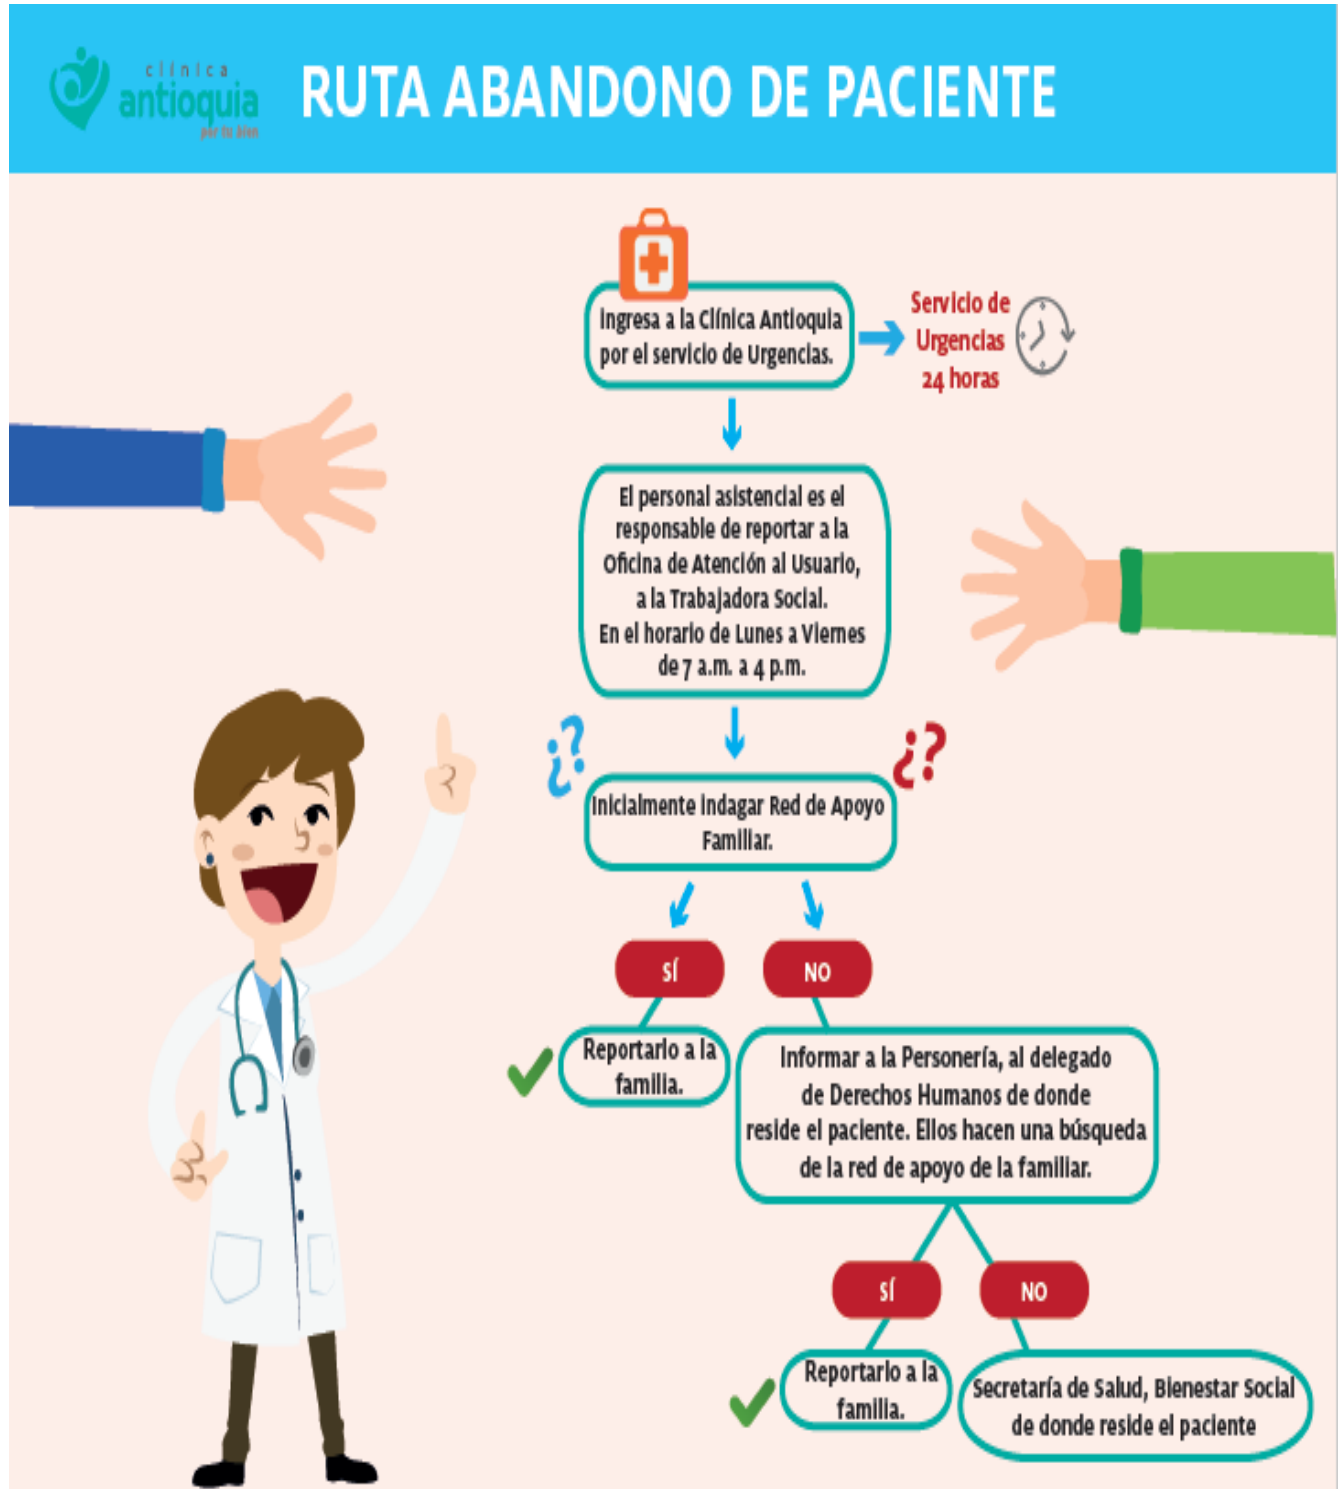 clínica
antioquia
por tu bien
RUTA ABANDONO DE PACIENTE
Ingresa a la Clínica Antioquia
por el servicio de Urgencias.
Servicio de
Urgencias
24 horas
El personal asistencial es el
responsable de reportar a la
Oficina de Atención al Usuario,
a la Trabajadora Social.
En el horario de Lunes a Viernes
de 7 a.m. a 4 p.m.
¿?
¿?
Inicialmente indagar Red de Apoyo
Familiar.
SÍ
NO
Reportarlo a la
familia.
Informar a la Personería, al delegado
de Derechos Humanos de donde
reside el paciente. Ellos hacen una búsqueda
de la red de apoyo de la familiar.
SÍ
NO
Reportarlo a la
familia.
Secretaría de Salud, Bienestar Social
de donde reside el paciente